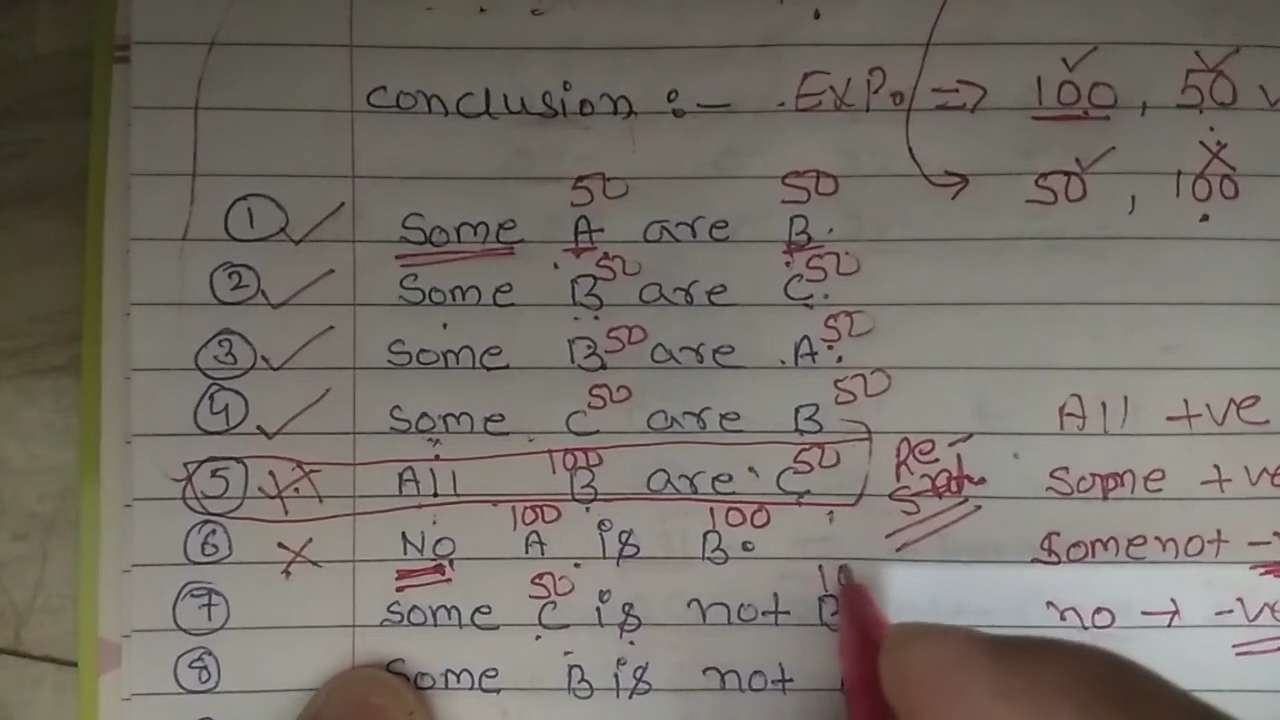 Conclusion :- Exp. => 100, 50
50, 100
50 50
① Some A are B.
② Some B 50 are C. 50
③ Some B 50 are A. 50
④ Some C 50 are B 50 All +ve
⑤ All B 100 are C 50 Re- Some +ve
⑥ No A 100 is B. 100 Some not -
⑦ Some C 50 is not B no → -ve
⑧ Some B is not